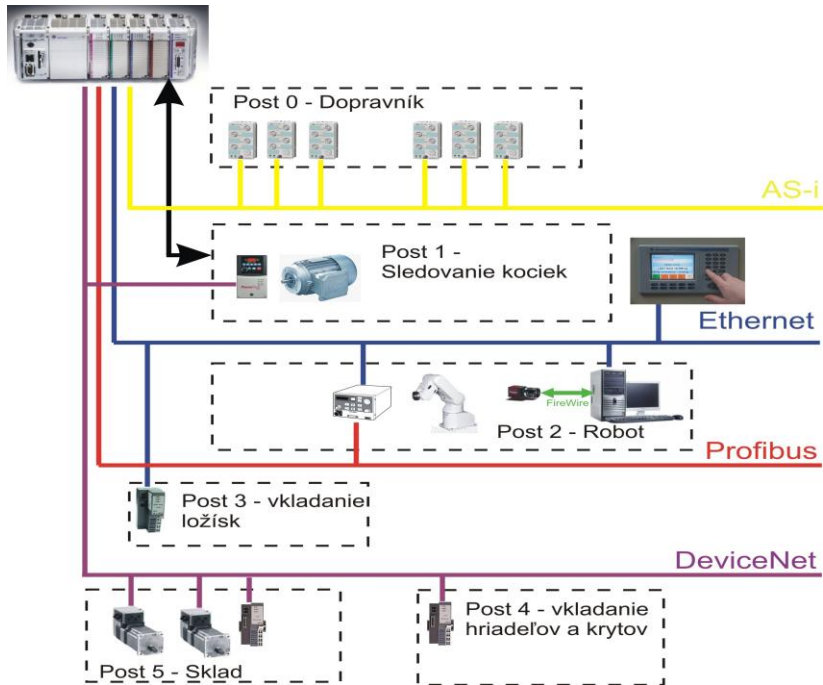 Post 0 - Dopravník
AS-i
Post 1 -
Sledovanie kociek
Ethernet
FireWire
Post 2 - Robot
Profibus
Post 3 - vkladanie
ložísk
DeviceNet
Post 4 - vkladanie
hriadeľov a krytov
Post 5 - Sklad